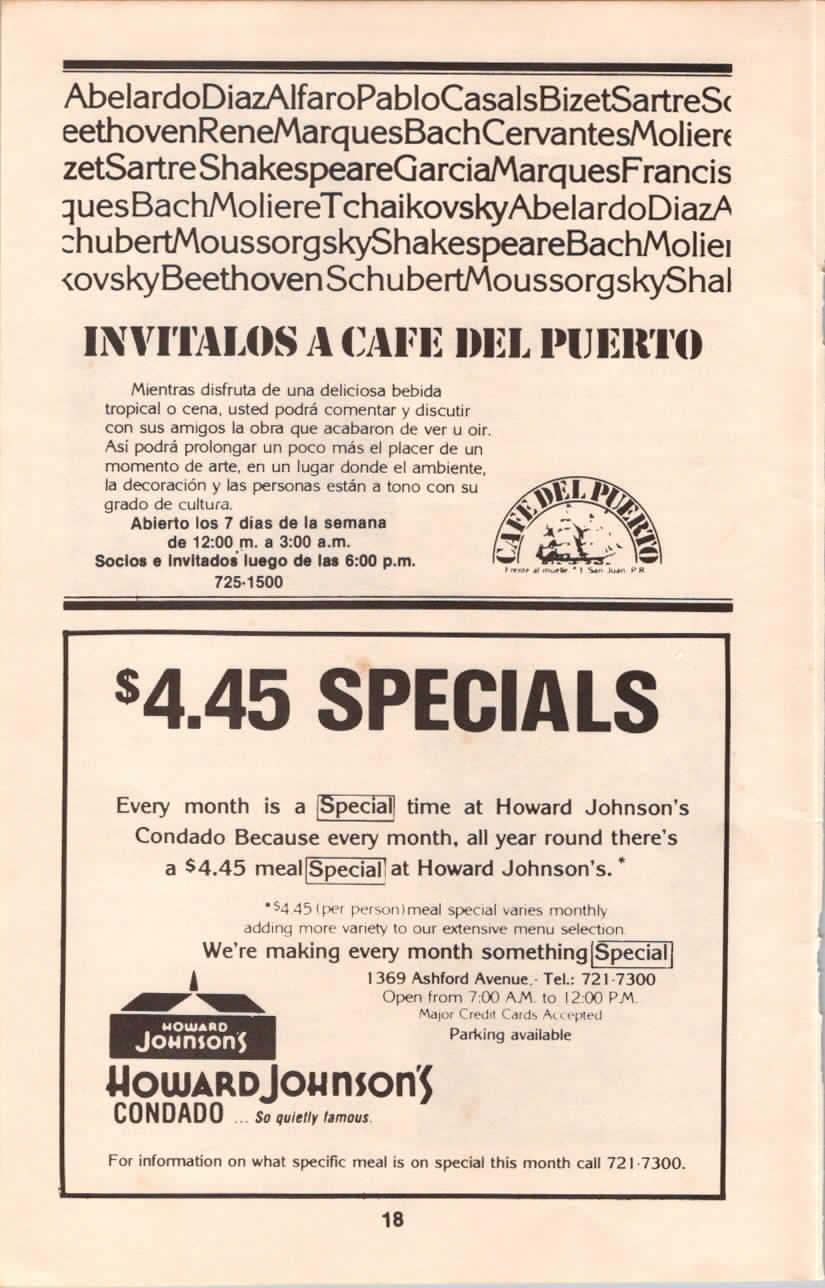 AbelardoDiazAlfaroPabloCasalsBizetSartreSc
eethovenReneMarquesBachCervantesMoliere
zetSartreShakespeareGarciaMarquesFrancis
quesBachMoliereTchaikovskyAbelardoDiazA
chubertMoussorgskyShakespeareBachMolier
kovskyBeethovenSchubertMoussorgskyShal
INVITALOS A CAFE DEL PUERTO
Mientras disfruta de una deliciosa bebida
tropical o cena, usted podrá comentar y discutir
con sus amigos la obra que acabaron de ver u oir.
Así podrá prolongar un poco más el placer de un
momento de arte, en un lugar donde el ambiente,
la decoración y las personas están a tono con su
grado de cultura.
Abierto los 7 días de la semana
de 12:00 m. a 3:00 a.m.
Socios e invitados luego de las 6:00 p.m.
725-1500
CAFE DEL PUERTO
Frente al muelle # 1 San Juan, P.R.
$4.45 SPECIALS
Every month is a Special time at Howard Johnson's
Condado Because every month, all year round there's
a $4.45 meal Special at Howard Johnson's.*
*$4.45 (per person) meal special varies monthly
adding more variety to our extensive menu selection.
We're making every month something Special
1369 Ashford Avenue,- Tel.: 721-7300
Open from 7:00 A.M. to 12:00 P.M.
Major Credit Cards Accepted
Parking available
HOWARD
JOHNSON'S
HOWARD JOHNSON'S
CONDADO ... So quietly famous.
For information on what specific meal is on special this month call 721-7300.
18